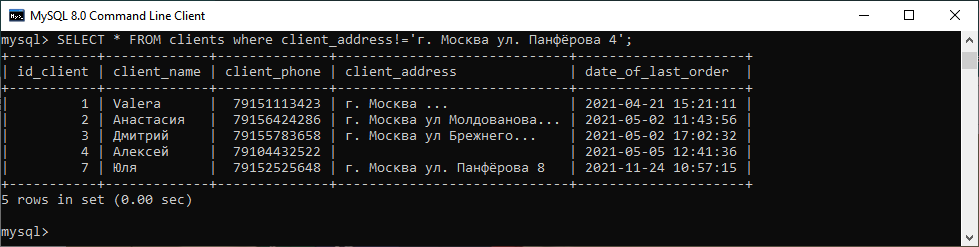 MySQL 8.0 Command Line Client
mysql> SELECT * FROM clients where client_address!='г. Москва ул. Панфёрова 4';
+-----------+-------------+--------------+----------------------------+---------------------+
| id_client | client_name | client_phone | client_address             | date_of_last_order  |
+-----------+-------------+--------------+----------------------------+---------------------+
|         1 | Valera      |  79151113423 | г. Москва ...              | 2021-04-21 15:21:11 |
|         2 | Анастасия   |  79156424286 | г. Москва ул Молдованова... | 2021-05-02 11:43:56 |
|         3 | Дмитрий     |  79155783658 | г. Москва ул Брежнего...   | 2021-05-02 17:02:32 |
|         4 | Алексей     |  79104432522 |                            | 2021-05-05 12:41:36 |
|         7 | Юля         |  79152525648 | г. Москва ул. Панфёрова 8  | 2021-11-24 10:57:15 |
+-----------+-------------+--------------+----------------------------+---------------------+
5 rows in set (0.00 sec)
mysql>